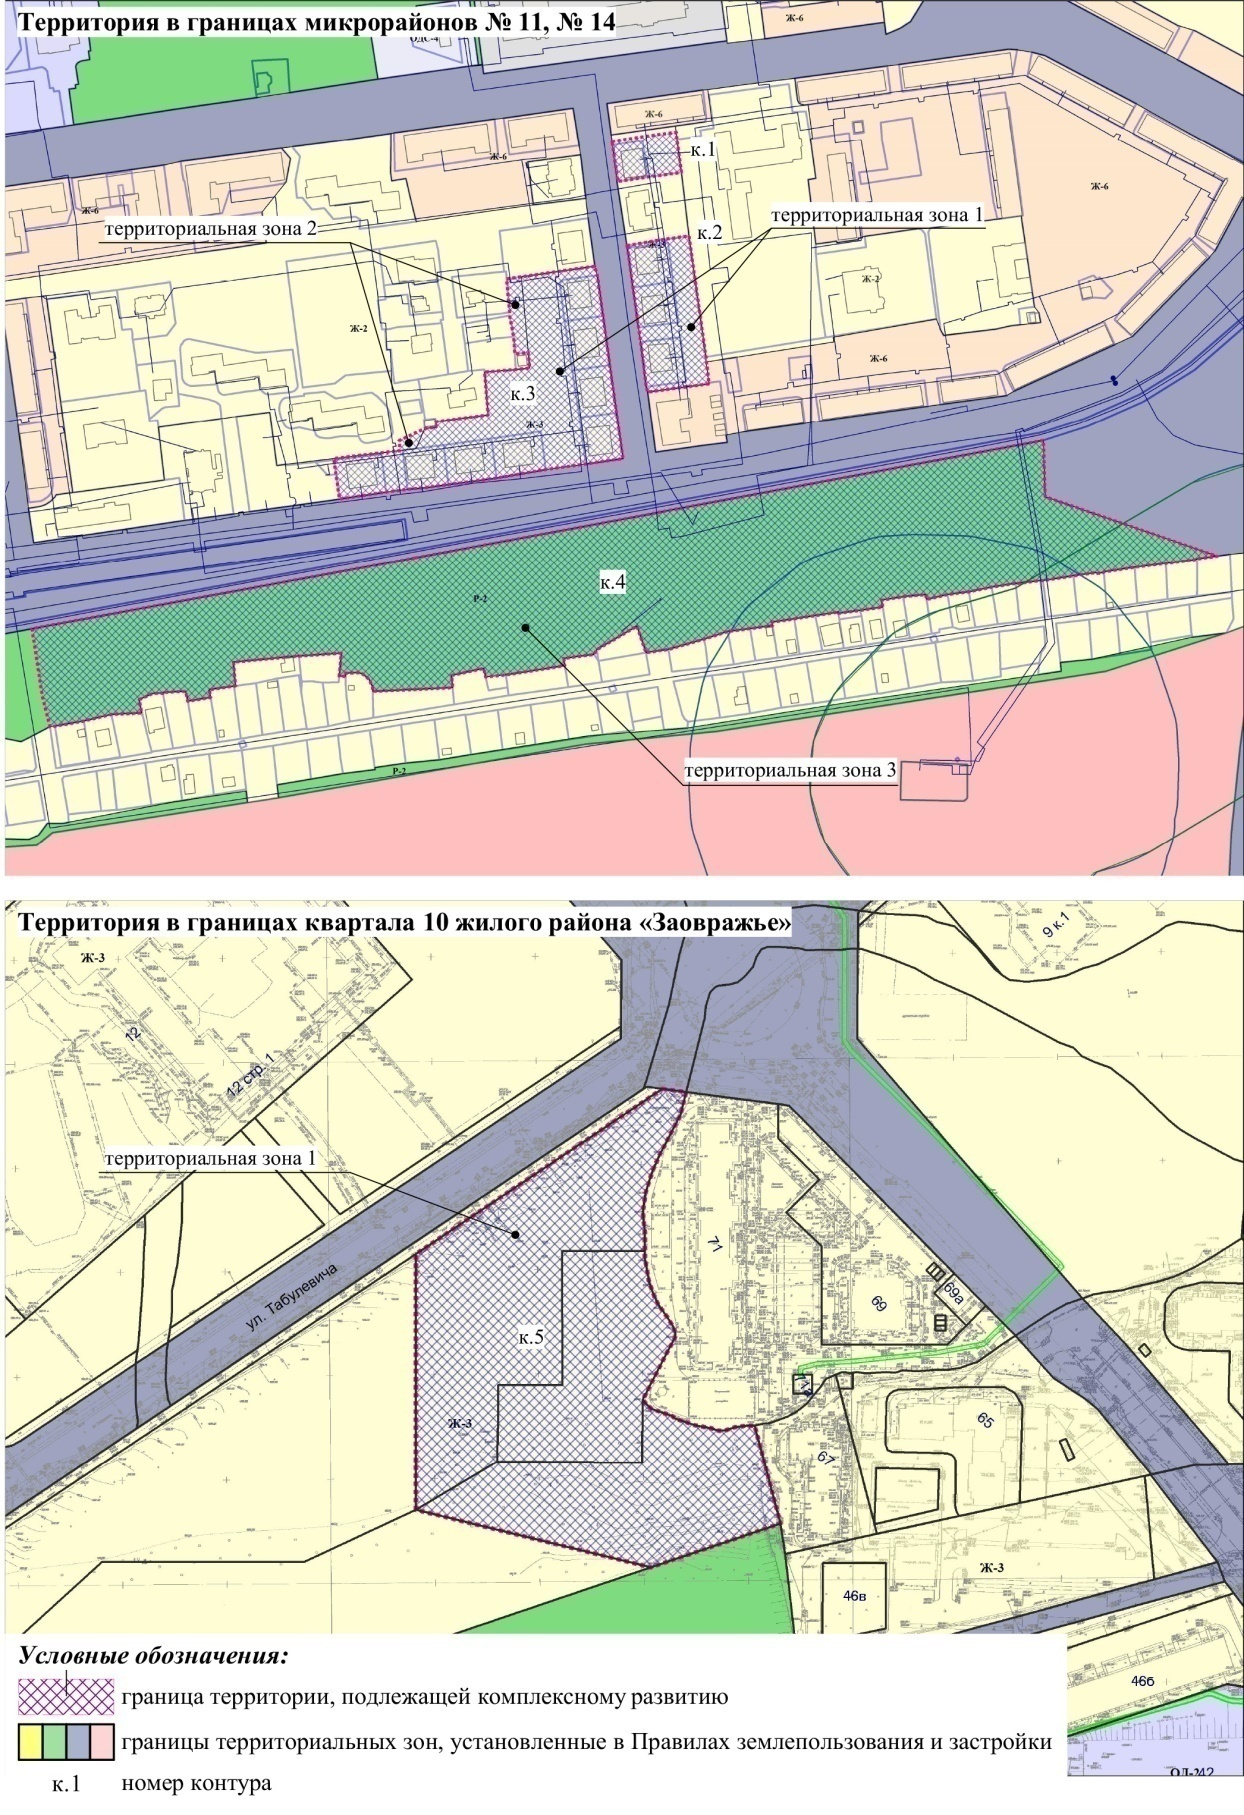 Территория в границах микрорайонов № 11, № 14
Ж-6
Ж-6
к.1
Ж-6
Ж-6
Ж-6
территориальная зона 2
к.2
территориальная зона 1
Ж-2
Ж-2
Ж-6
к.3
Ж-3
к.4
Р-2
Р-2
территориальная зона 3
Территория в границах квартала 10 жилого района «Заовражье»
Ж-3
9 к.1
12
12 стр. 1
территориальная зона 1
71
ул. Табулевича
69
69а
к.5
Ж-3
65
67
Ж-3
46в
46б
ОД-2
42
Условные обозначения:
граница территории, подлежащей комплексному развитию
границы территориальных зон, установленные в Правилах землепользования и застройки
к.1 номер контура